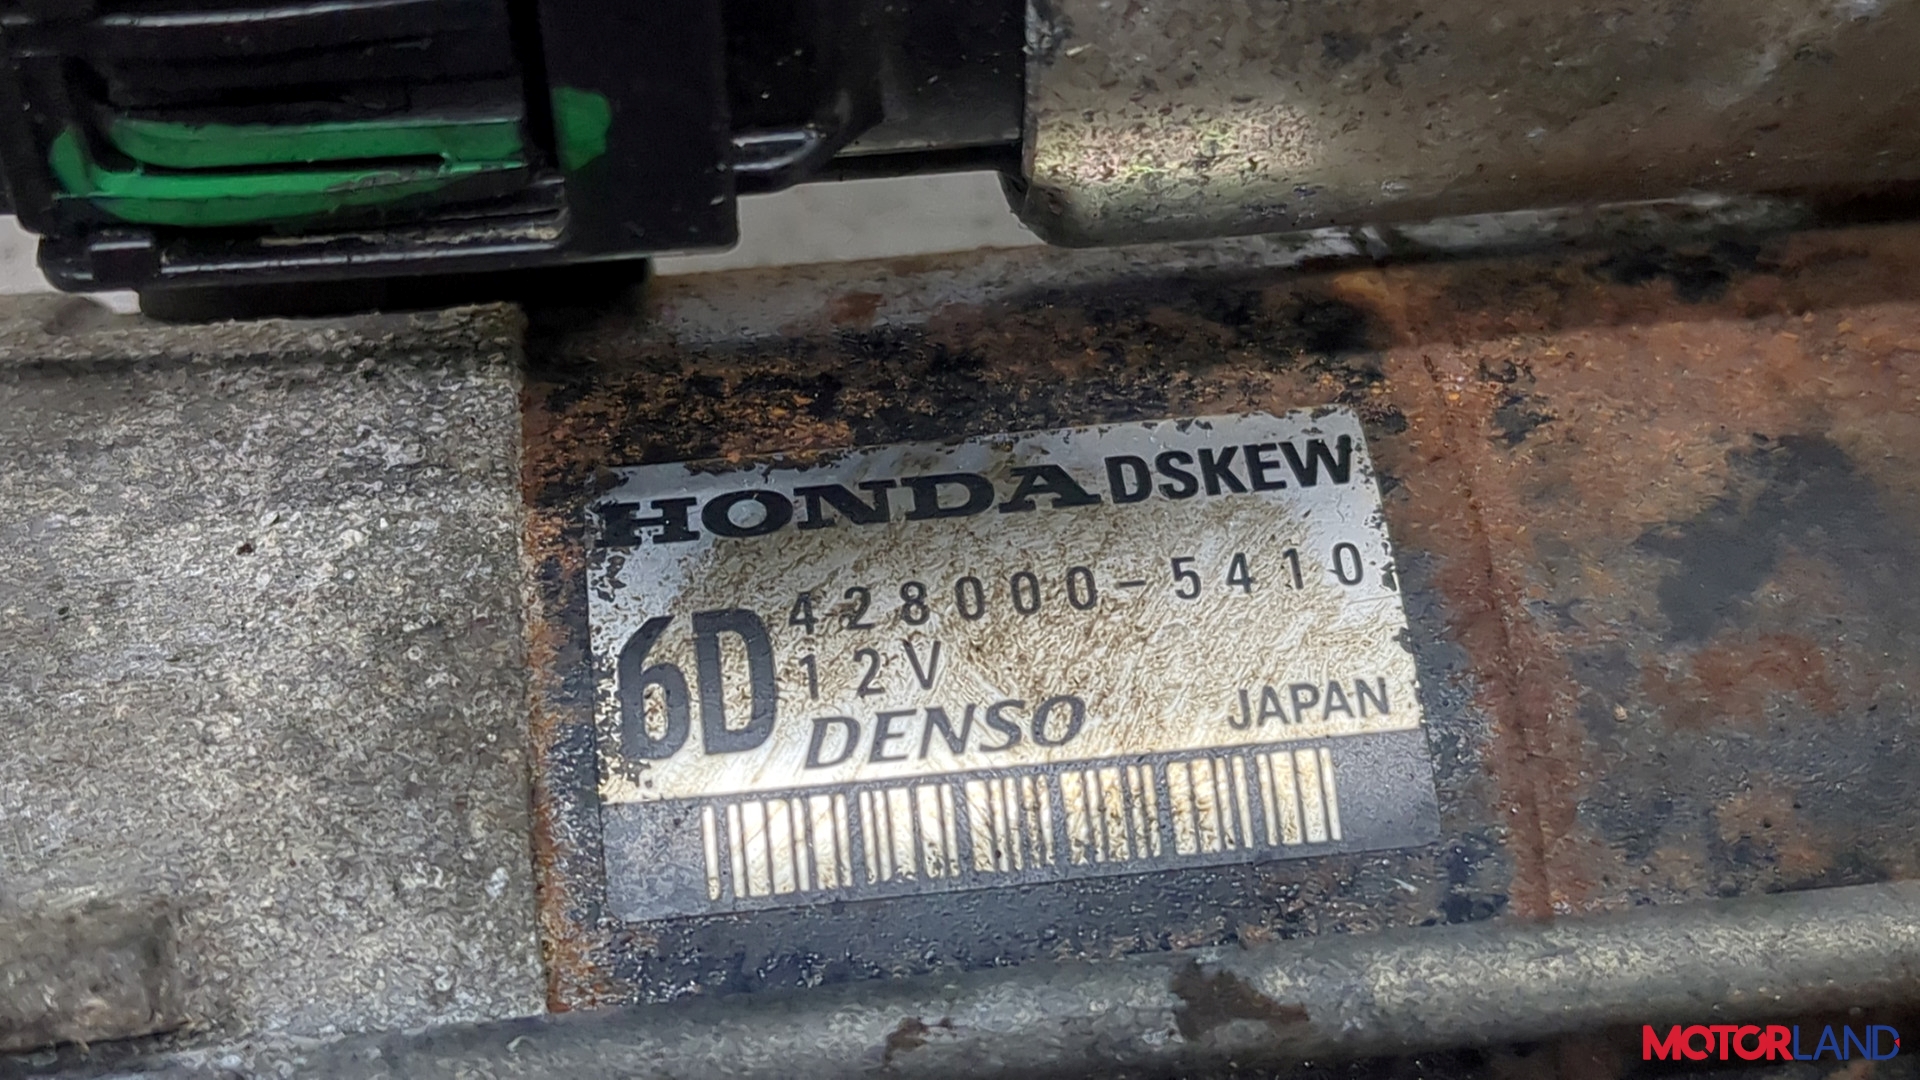 HONDA DSKEW
428000-5410
6D
12V
DENSO JAPAN
MOTORLAND